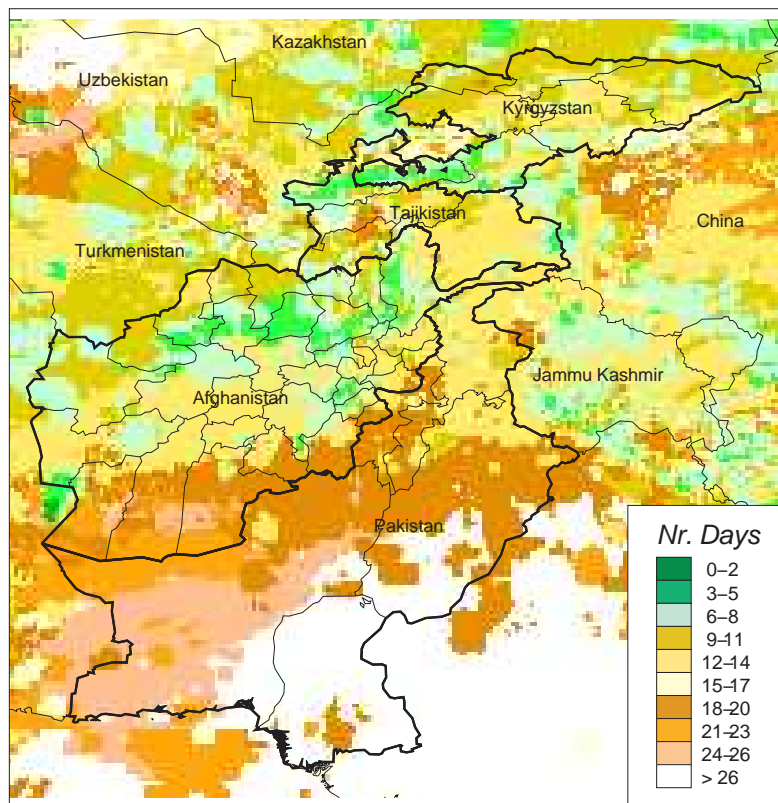 Kazakhstan
Uzbekistan
Kyrgyzstan
Tajikistan
China
Turkmenistan
Jammu Kashmir
Afghanistan
Pakistan
Nr. Days
0–2
3–5
6–8
9–11
12–14
15–17
18–20
21–23
24–26
> 26